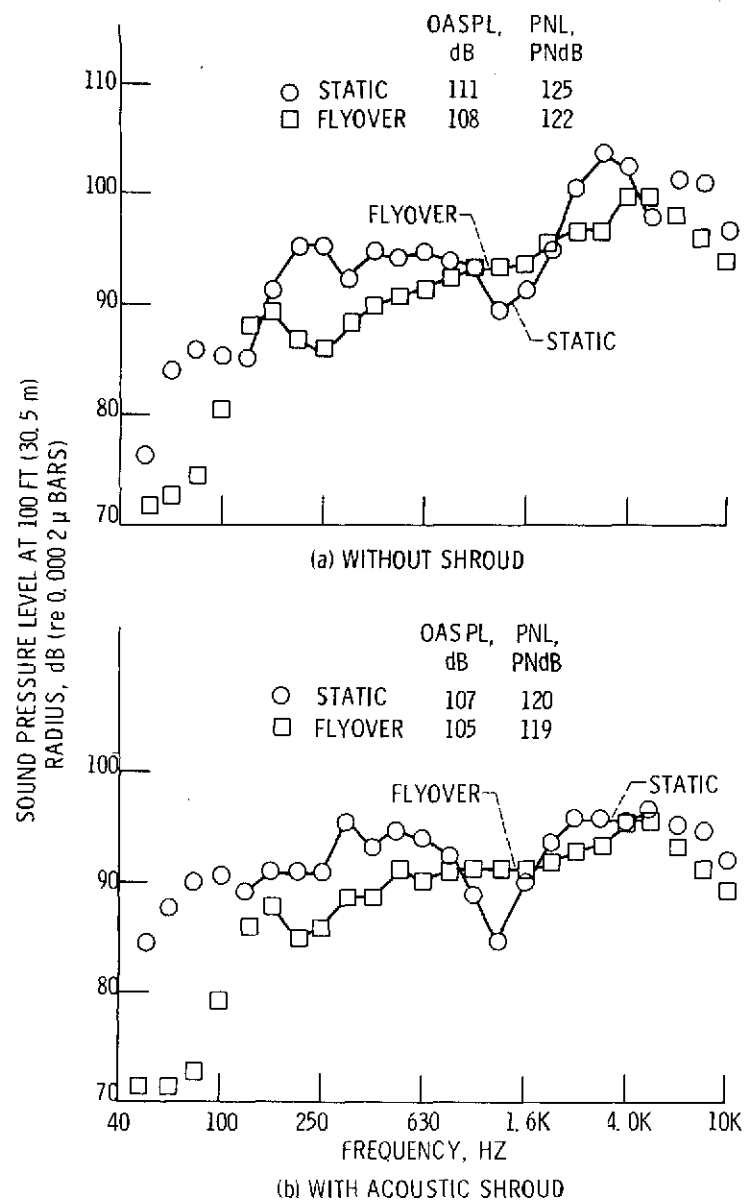 OASPL, PNL,
dB PNdB
110
STATIC 111 125
FLYOVER 108 122
100
FLYOVER
90
STATIC
80
70
(a) WITHOUT SHROUD
SOUND PRESSURE LEVEL AT 100 FT (30.5 m)
RADIUS, dB (re 0.000 2 μ BARS)
OASPL, PNL,
dB PNdB
STATIC 107 120
FLYOVER 105 119
100
FLYOVER
STATIC
90
80
70
40 100 250 630 1.6K 4.0K 10K
FREQUENCY, HZ
(b) WITH ACOUSTIC SHROUD